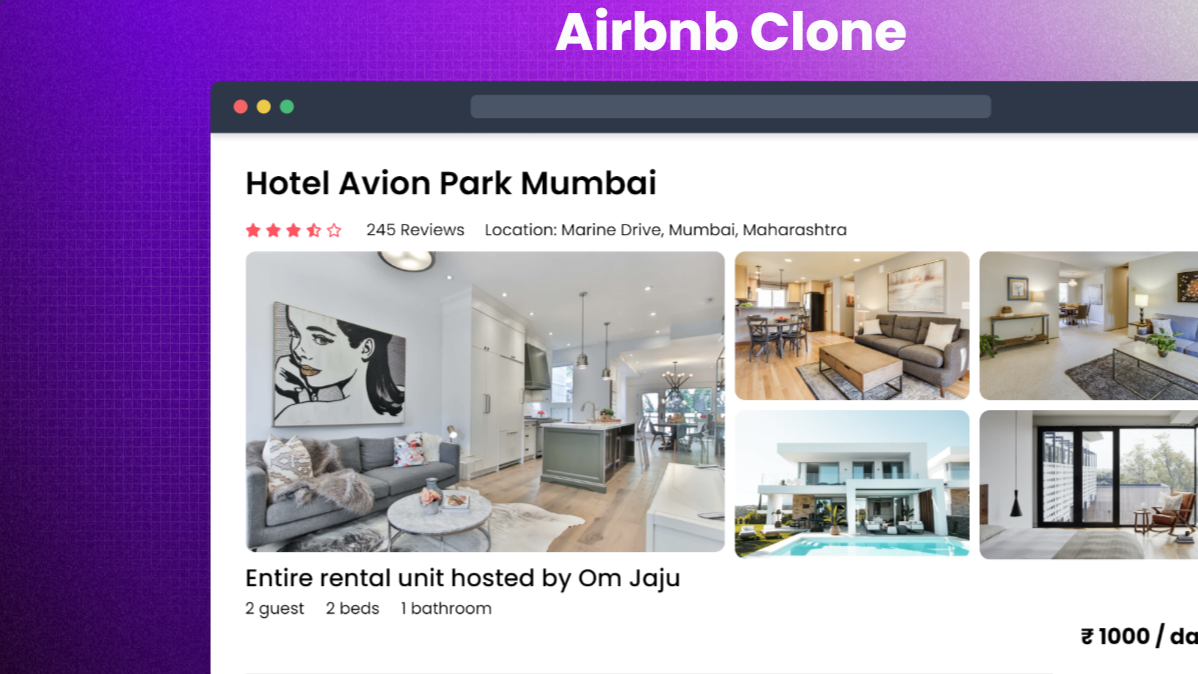 Airbnb Clone
Hotel Avion Park Mumbai
245 Reviews Location: Marine Drive, Mumbai, Maharashtra
Entire rental unit hosted by Om Jaju
2 guest 2 beds 1 bathroom
₹ 1000 / da